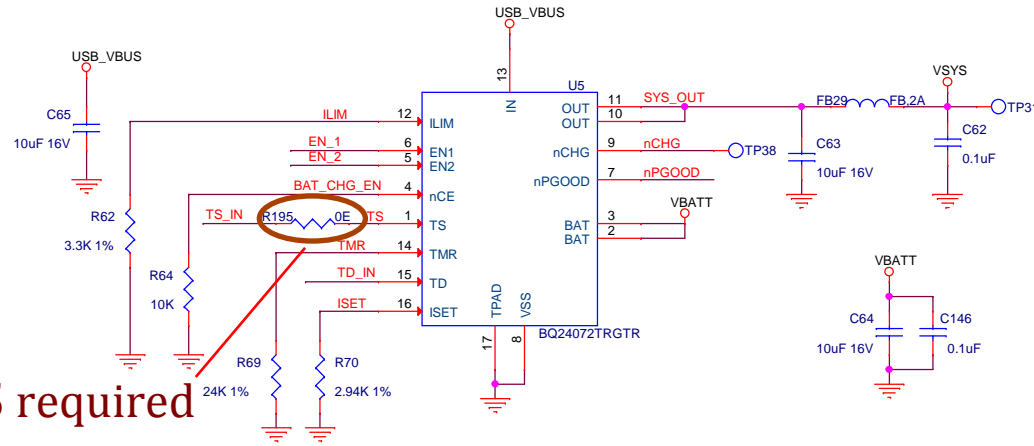 USB_VBUS
USB_VBUS
C65
10uF 16V
13
IN
U5
ILIM 12 ILIM
EN_1 6 EN1
EN_2 5 EN2
BAT_CHG_EN 4 nCE
TS_IN R195 0E TS 1 TS
TMR 14 TMR
TD_IN 15 TD
ISET 16 ISET
OUT 11 SYS_OUT
OUT 10
nCHG 9 nCHG TP38
nPGOOD 7 nPGOOD
BAT 3 VBATT
BAT 2
TPAD VSS
17 8
BQ24072TRGTR
FB29 FB,2A
VSYS
TP31
C63
10uF 16V
C62
0.1uF
R62
3.3K 1%
R64
10K
R69
24K 1%
R70
2.94K 1%
VBATT
C64
10uF 16V
C146
0.1uF
required